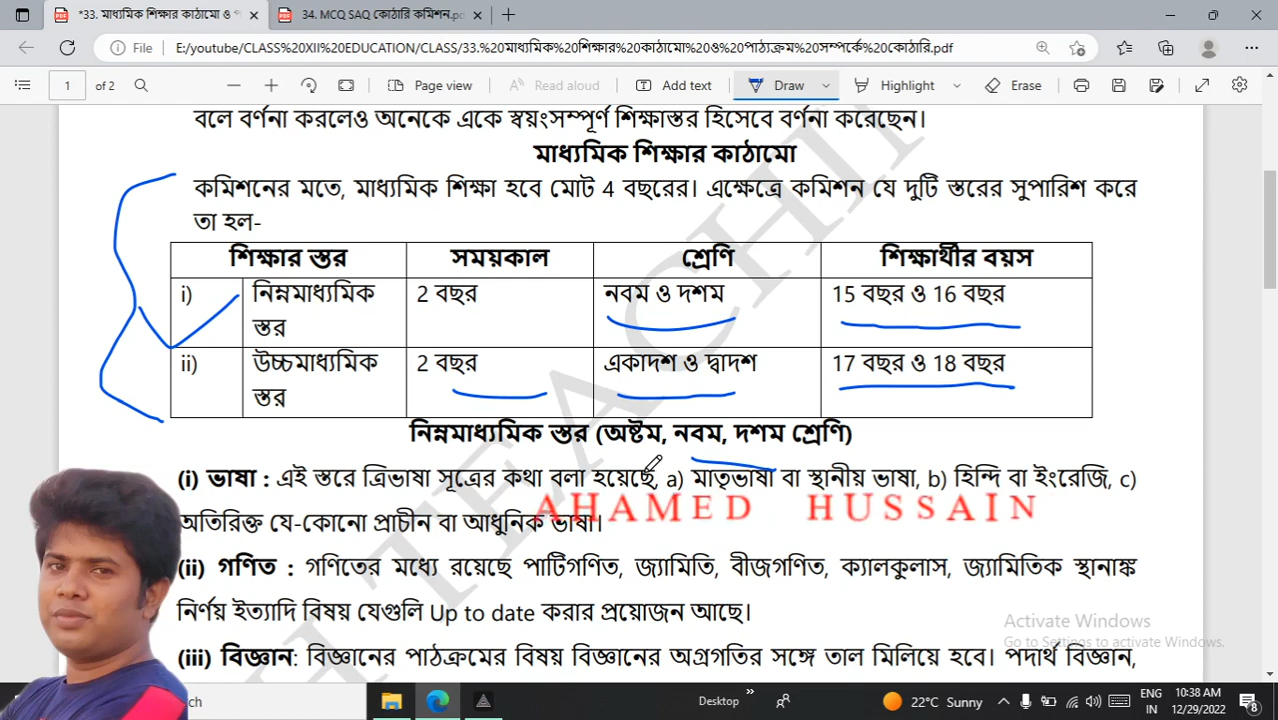 *33. মাধ্যমিক শিক্ষার কাঠামো ও প
34. MCQ SAQ কোঠারি কমিশন.pd
File
E:/youtube/CLASS%20XII%20EDUCATION/CLASS/33.%20মাধ্যমিক%20শিক্ষার%20কাঠামো%20ও%20পাঠ্যক্রম%20সম্পর্কে%20কোঠারি.pdf
1 of 2
Page view
Read aloud
Add text
Draw
Highlight
Erase
বলে বর্ণনা করলেও অনেকে একে স্বয়ংসম্পূর্ণ শিক্ষাস্তর হিসেবে বর্ণনা করেছেন।
মাধ্যমিক শিক্ষার কাঠামো
কমিশনের মতে, মাধ্যমিক শিক্ষা হবে মোট 4 বছরের। এক্ষেত্রে কমিশন যে দুটি স্তরের সুপারিশ করে
তা হল-
শিক্ষার স্তর সময়কাল শ্রেণি শিক্ষার্থীর বয়স
i) নিম্নমাধ্যমিক স্তর 2 বছর নবম ও দশম 15 বছর ও 16 বছর
ii) উচ্চমাধ্যমিক স্তর 2 বছর একাদশ ও দ্বাদশ 17 বছর ও 18 বছর
নিম্নমাধ্যমিক স্তর (অষ্টম, নবম, দশম শ্রেণি)
(i) ভাষা : এই স্তরে ত্রিভাষা সূত্রের কথা বলা হয়েছে, a) মাতৃভাষা বা স্থানীয় ভাষা, b) হিন্দি বা ইংরেজি, c)
অতিরিক্ত যে-কোনো প্রাচীন বা আধুনিক ভাষা।
AHAMED HUSSAIN
(ii) গণিত : গণিতের মধ্যে রয়েছে পাটিগণিত, জ্যামিতি, বীজগণিত, ক্যালকুলাস, জ্যামিতিক স্থানাঙ্ক
নির্ণয় ইত্যাদি বিষয় যেগুলি Up to date করার প্রয়োজন আছে।
(iii) বিজ্ঞান: বিজ্ঞানের পাঠক্রমের বিষয় বিজ্ঞানের অগ্রগতির সঙ্গে তাল মিলিয়ে হবে। পদার্থ বিজ্ঞান,
Activate Windows
Go to Settings to activate Windows.
Desktop
22°C Sunny
ENG
IN
10:38 AM
12/29/2022
8